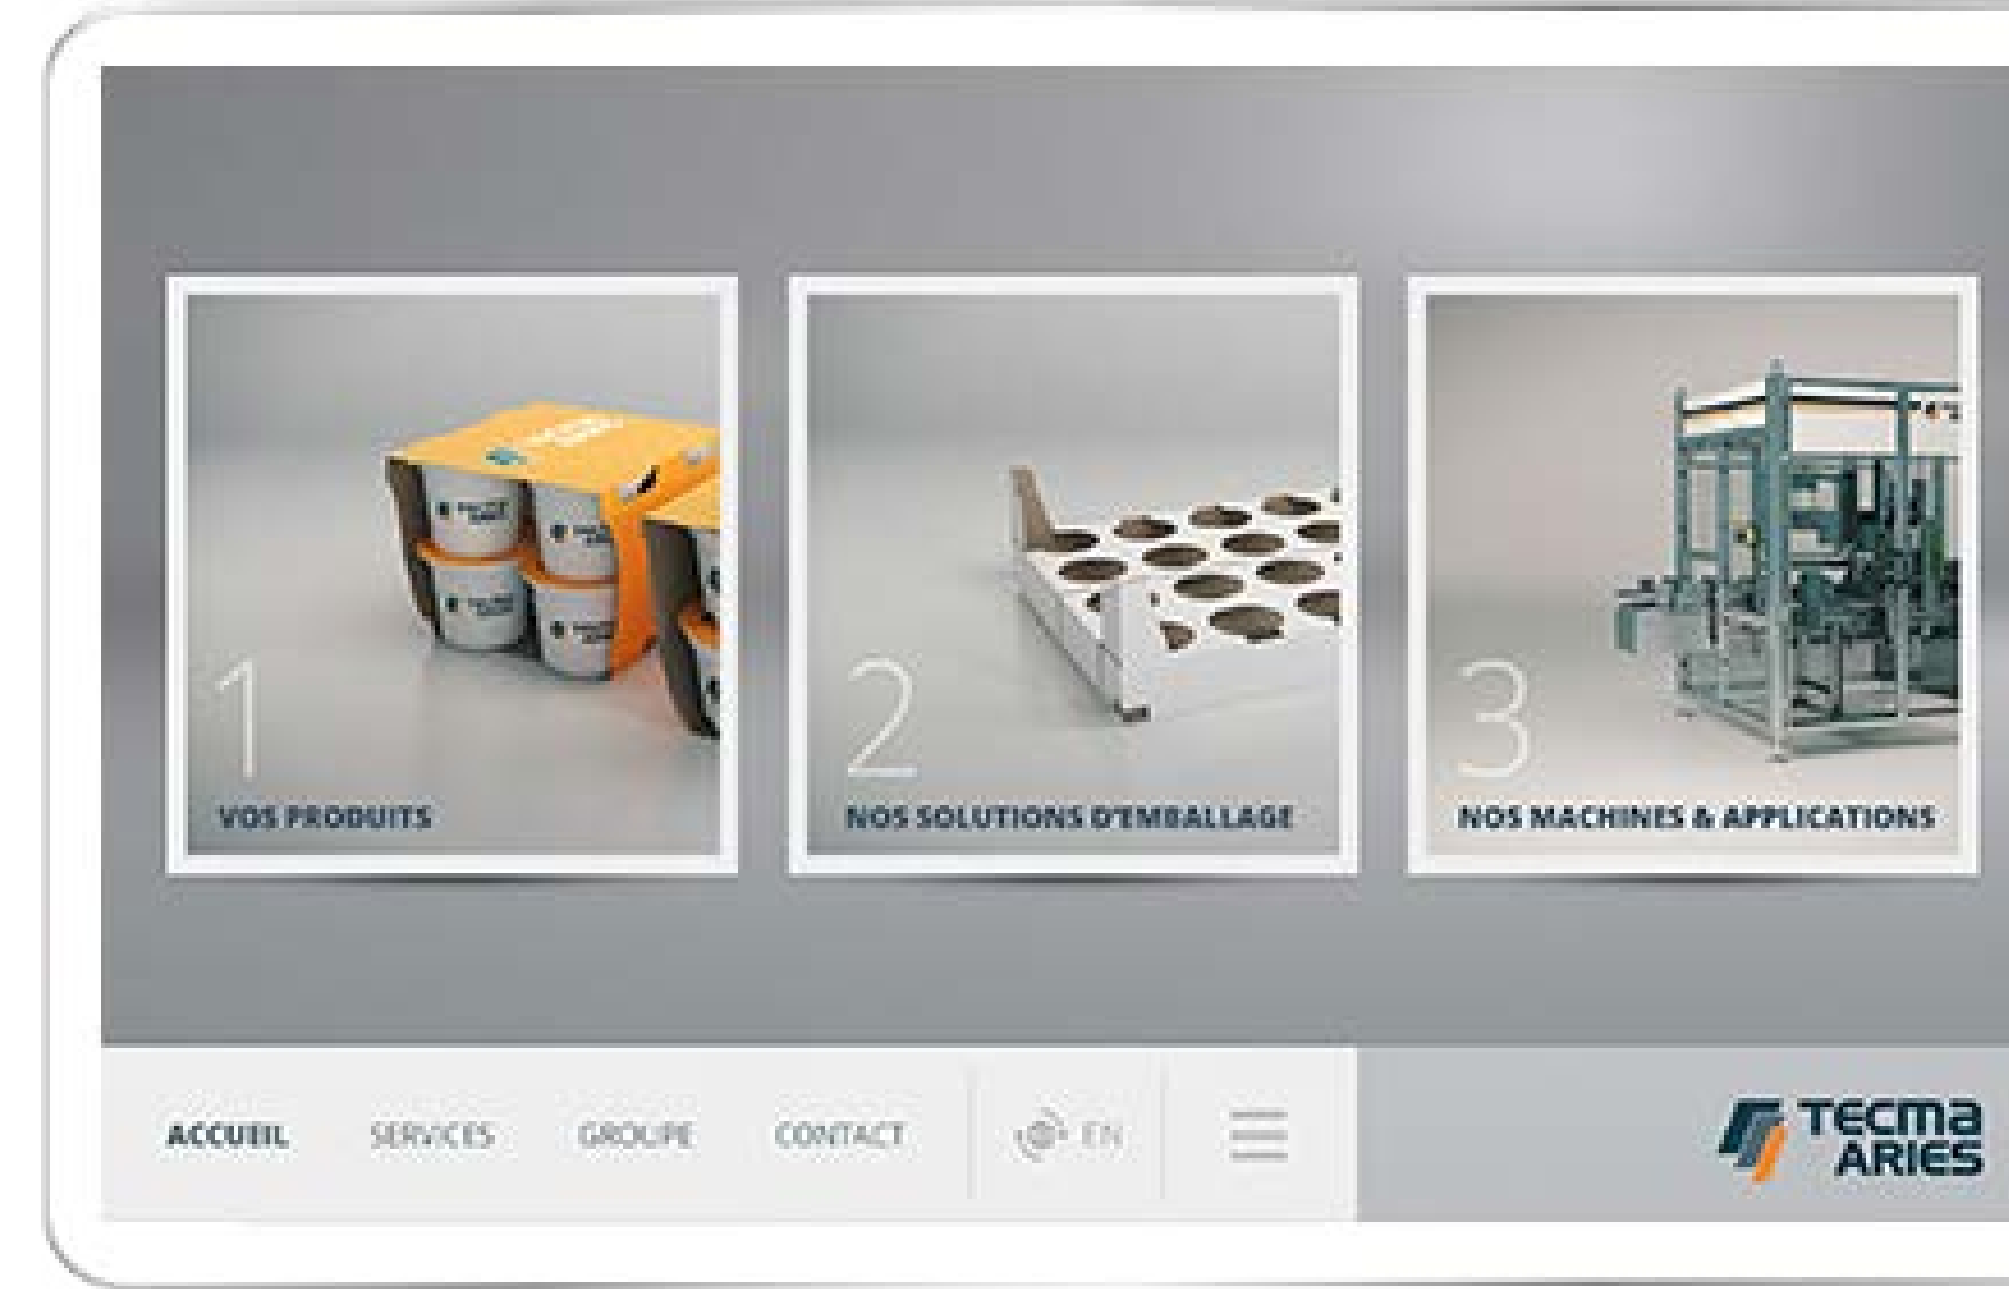 1
VOS PRODUITS
2
NOS SOLUTIONS D'EMBALLAGE
3
NOS MACHINES & APPLICATIONS
ACCUEIL
SERVICES
GROUPE
CONTACT
EN
TECMA
ARIES